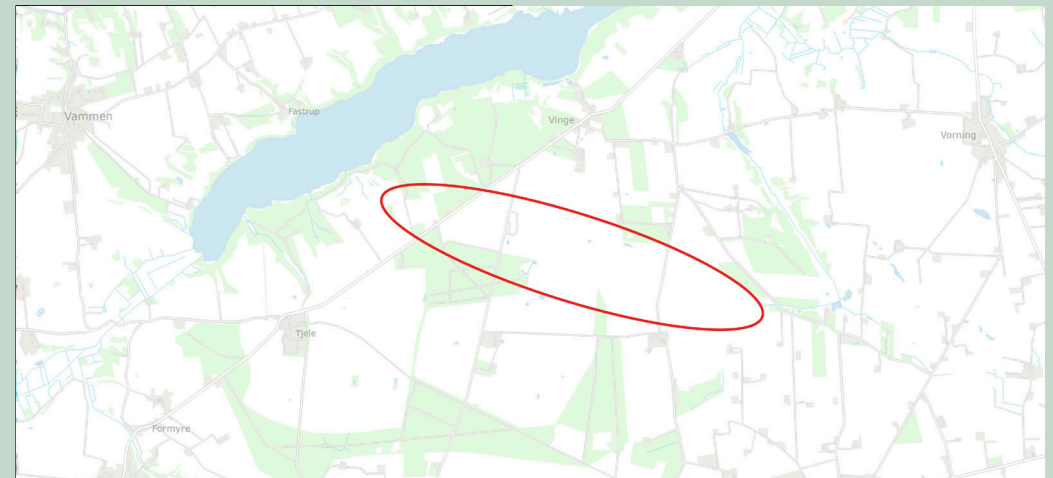 Fastrup
Vammen
Vinge
Vorning
Tjele
Formyre